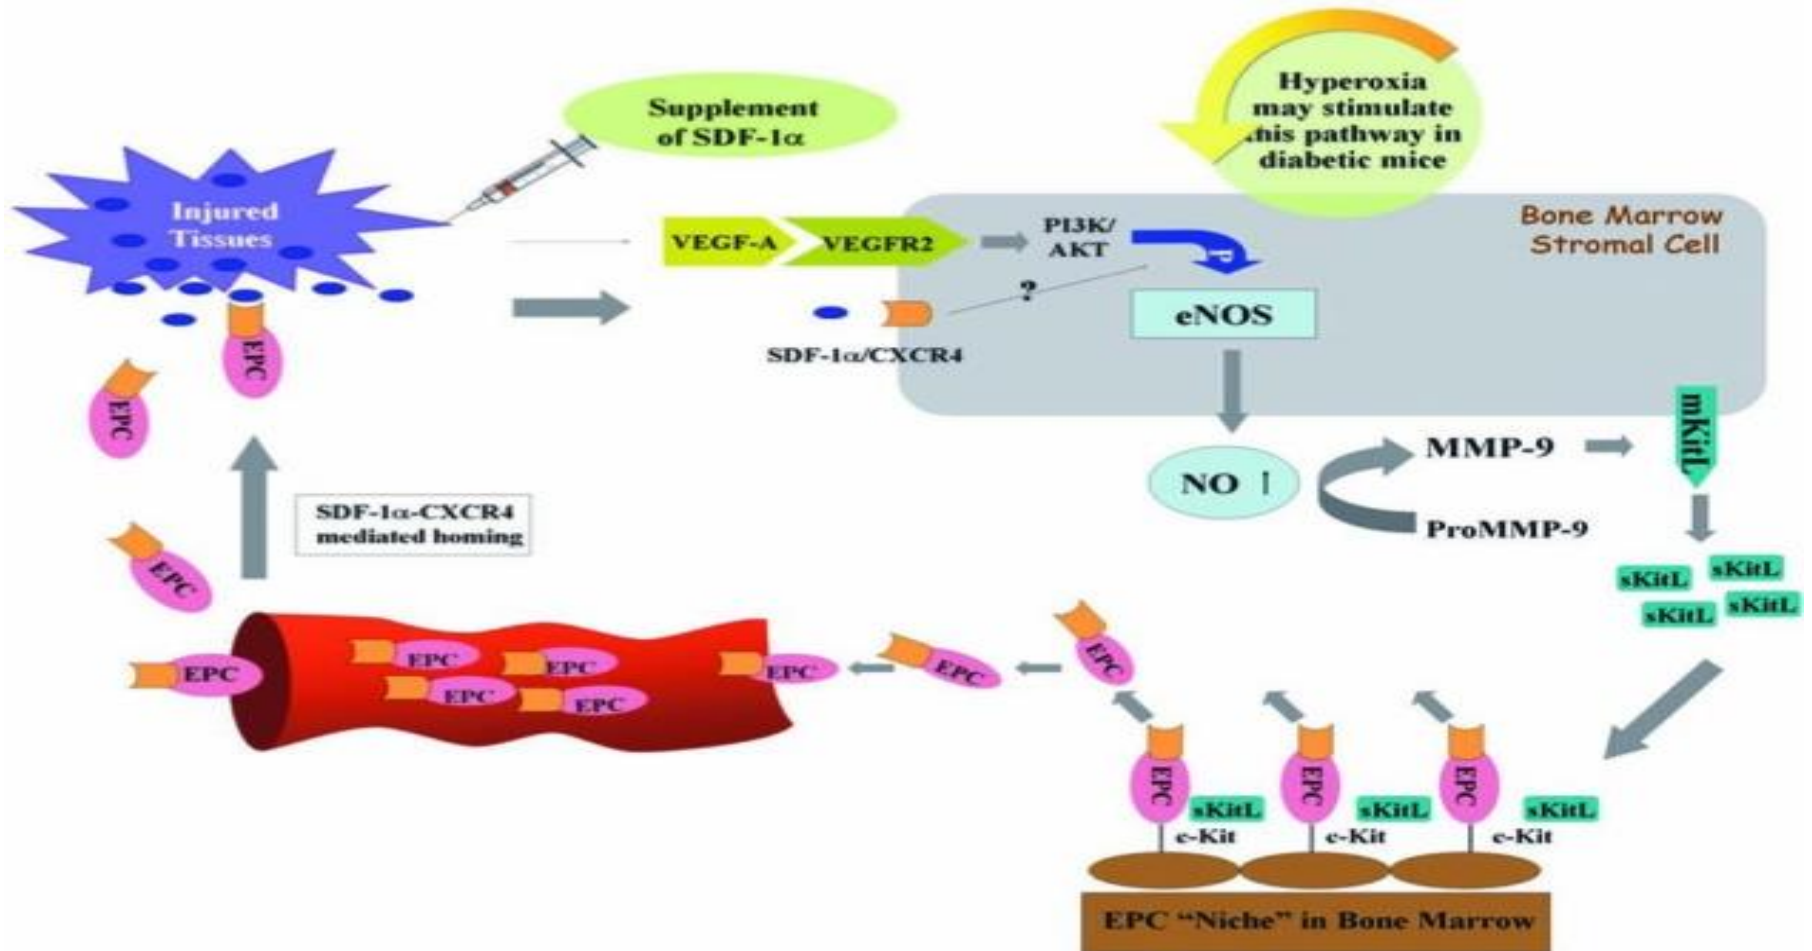 Hyperoxia
may stimulate
this pathway in
diabetic mice
Supplement
of SDF-1α
Injured
Tissues
Bone Marrow
Stromal Cell
VEGF-A
VEGFR2
PI3K/
AKT
P
?
eNOS
SDF-1α/CXCR4
EPC
EPC
mKitL
MMP-9
NO ↑
ProMMP-9
SDF-1α-CXCR4
mediated homing
EPC
sKitL
sKitL
sKitL
sKitL
EPC
EPC
EPC
EPC
EPC
EPC
EPC
EPC
EPC
EPC
EPC
EPC
sKitL
sKitL
sKitL
c-Kit
c-Kit
c-Kit
EPC “Niche” in Bone Marrow